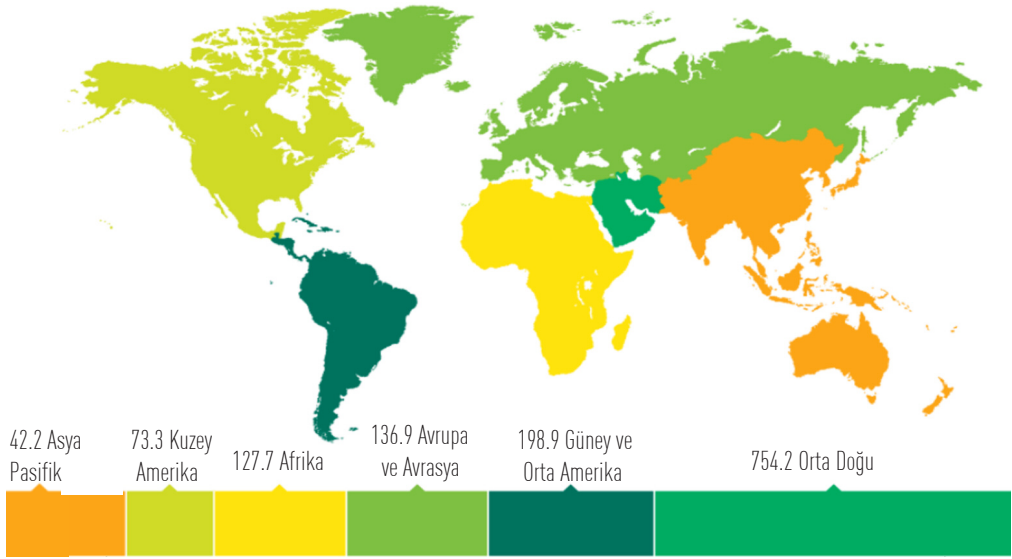 42.2 Asya
Pasifik
73.3 Kuzey
Amerika
127.7 Afrika
136.9 Avrupa
ve Avrasya
198.9 Güney ve
Orta Amerika
754.2 Orta Doğu